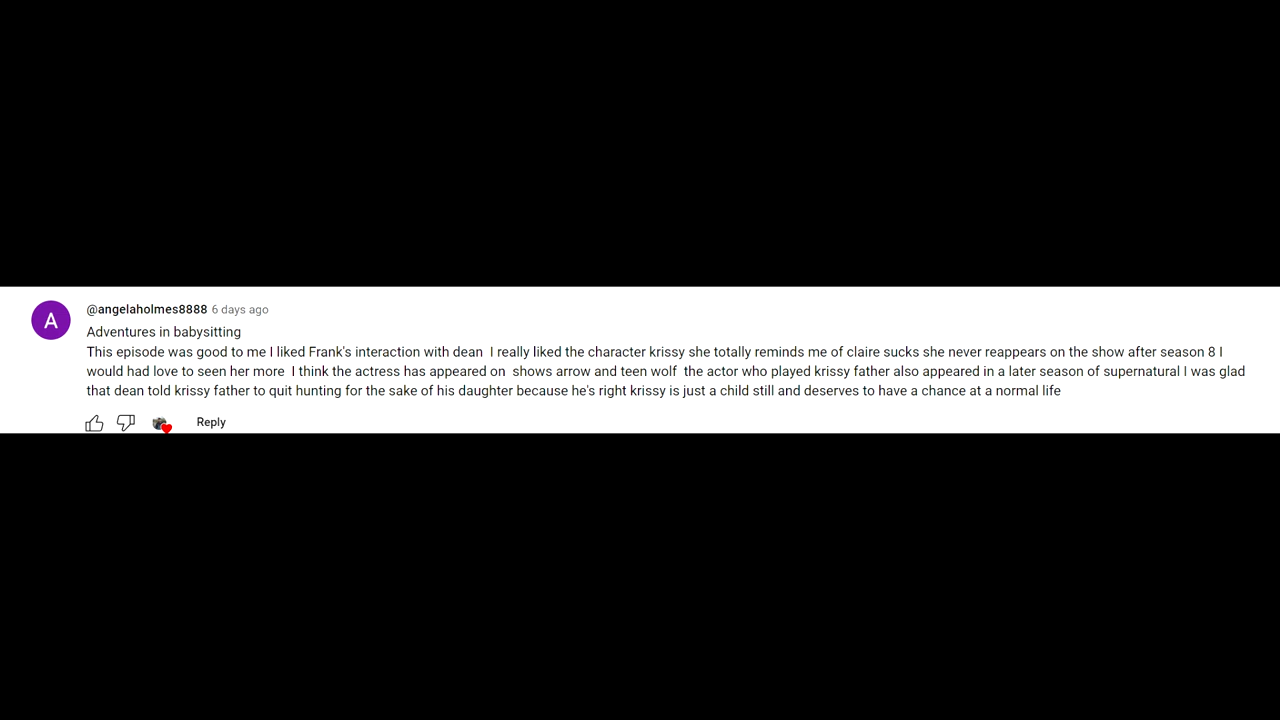 @angelaholmes8888 6 days ago
Adventures in babysitting
This episode was good to me I liked Frank's interaction with dean  I really liked the character krissy she totally reminds me of claire sucks she never reappears on the show after season 8 I
would had love to seen her more  I think the actress has appeared on  shows arrow and teen wolf  the actor who played krissy father also appeared in a later season of supernatural I was glad
that dean told krissy father to quit hunting for the sake of his daughter because he's right krissy is just a child still and deserves to have a chance at a normal life
Reply